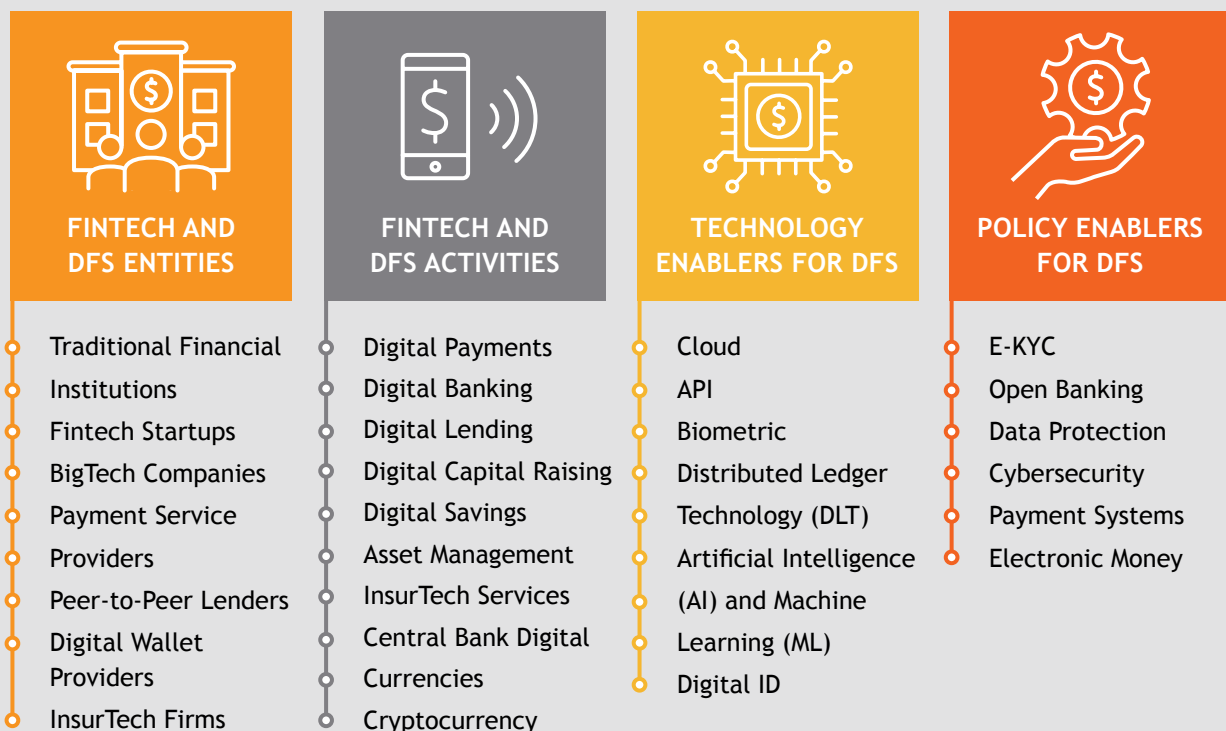 FINTECH AND
DFS ENTITIES
Traditional Financial
Institutions
Fintech Startups
BigTech Companies
Payment Service
Providers
Peer-to-Peer Lenders
Digital Wallet
Providers
InsurTech Firms
FINTECH AND
DFS ACTIVITIES
Digital Payments
Digital Banking
Digital Lending
Digital Capital Raising
Digital Savings
Asset Management
InsurTech Services
Central Bank Digital
Currencies
Cryptocurrency
TECHNOLOGY
ENABLERS FOR DFS
Cloud
API
Biometric
Distributed Ledger
Technology (DLT)
Artificial Intelligence
(AI) and Machine
Learning (ML)
Digital ID
POLICY ENABLERS
FOR DFS
E-KYC
Open Banking
Data Protection
Cybersecurity
Payment Systems
Electronic Money